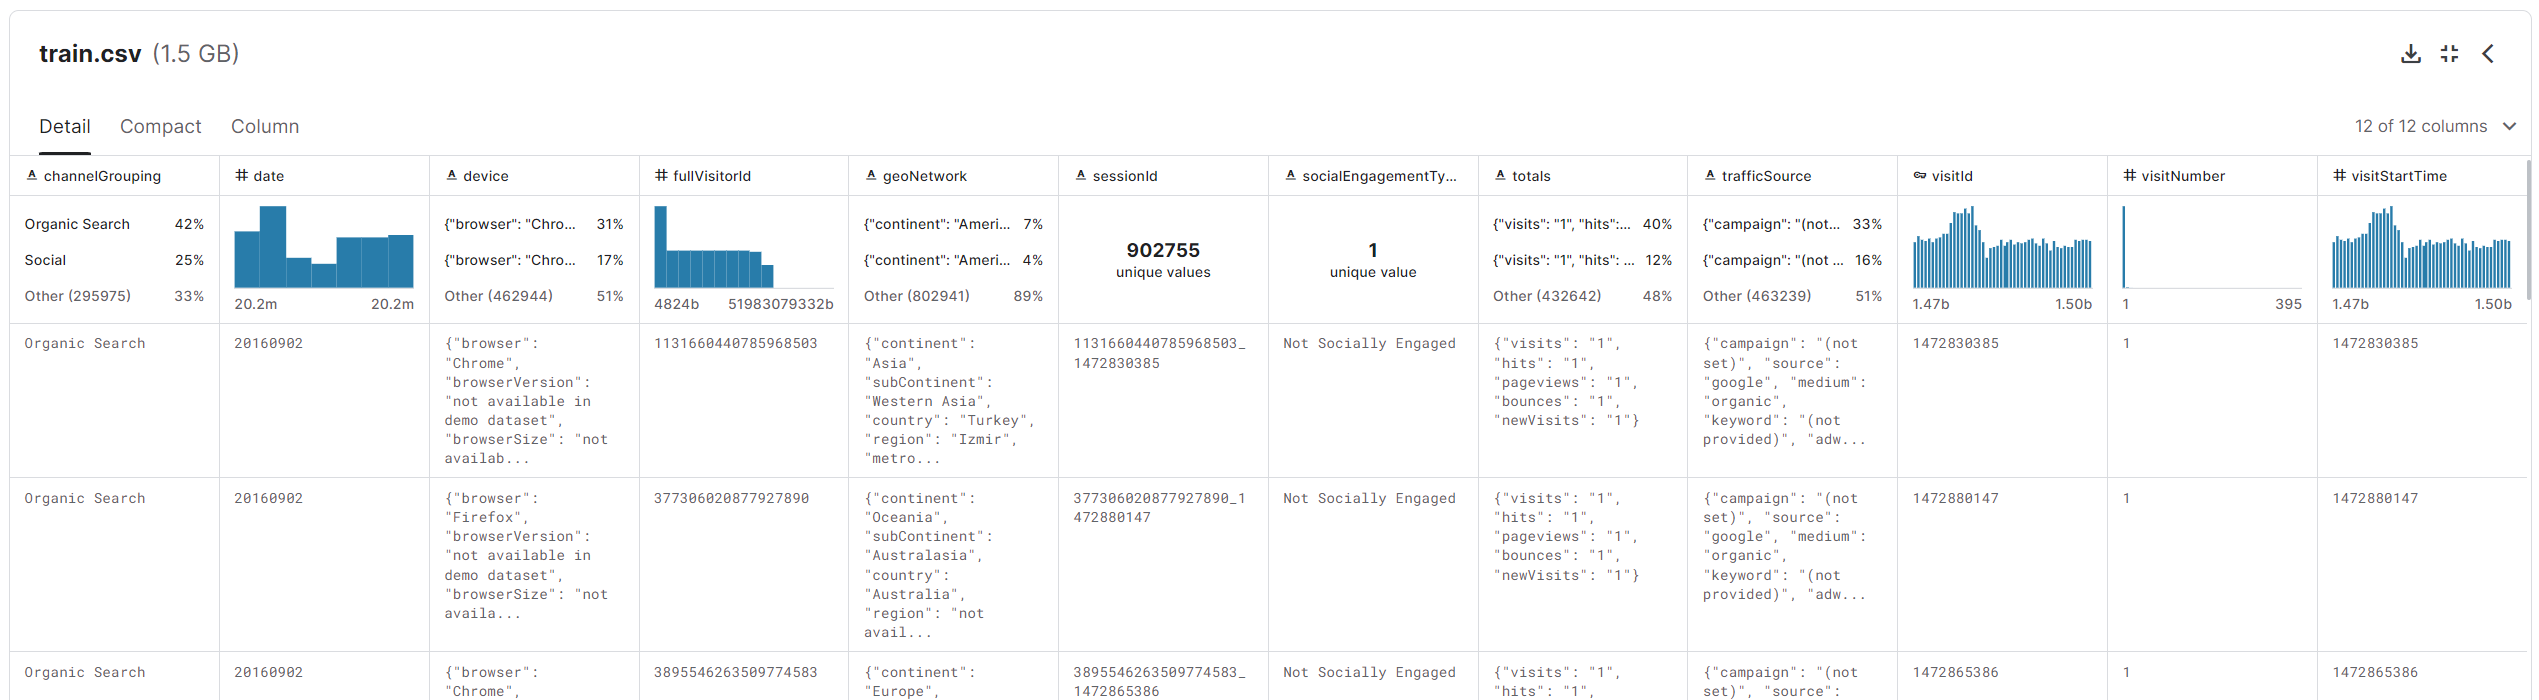 train.csv (1.5 GB)
Detail Compact Column 12 of 12 columns
channelGrouping date device fullVisitorId geoNetwork sessionId socialEngagementTy... totals trafficSource visitId visitNumber visitStartTime
Organic Search 42%
Social 25%
Other (295975) 33%
20.2m 20.2m
{"browser": "Chro... 31%
{"browser": "Chro... 17%
Other (462944) 51%
4824b 51983079332b
{"continent": "Ameri... 7%
{"continent": "Ameri... 4%
Other (802941) 89%
902755
unique values
1
unique value
{"visits": "1", "hits":... 40%
{"visits": "1", "hits": ... 12%
Other (432642) 48%
{"campaign": "(not... 33%
{"campaign": "(not ... 16%
Other (463239) 51%
1.47b 1.50b
1 395
1.47b 1.50b
Organic Search
20160902
{"browser":
"Chrome",
"browserVersion":
"not available in
demo dataset",
"browserSize": "not
availab...
1131660440785968503
{"continent":
"Asia",
"subContinent":
"Western Asia",
"country": "Turkey",
"region": "Izmir",
"metro...
1131660440785968503_
1472830385
Not Socially Engaged
{"visits": "1",
"hits": "1",
"pageviews": "1",
"bounces": "1",
"newVisits": "1"}
{"campaign": "(not
set)", "source":
"google", "medium":
"organic",
"keyword": "(not
provided)", "adw...
1472830385
1
1472830385
Organic Search
20160902
{"browser":
"Firefox",
"browserVersion":
"not available in
demo dataset",
"browserSize": "not
availa...
377306020877927890
{"continent":
"Oceania",
"subContinent":
"Australasia",
"country":
"Australia",
"region": "not
avail...
377306020877927890_1
472880147
Not Socially Engaged
{"visits": "1",
"hits": "1",
"pageviews": "1",
"bounces": "1",
"newVisits": "1"}
{"campaign": "(not
set)", "source":
"google", "medium":
"organic",
"keyword": "(not
provided)", "adw...
1472880147
1
1472880147
Organic Search
20160902
{"browser":
"Chrome",
3895546263509774583
{"continent":
"Europe",
3895546263509774583_
1472865386
Not Socially Engaged
{"visits": "1",
"hits": "1",
{"campaign": "(not
set)", "source":
1472865386
1
1472865386